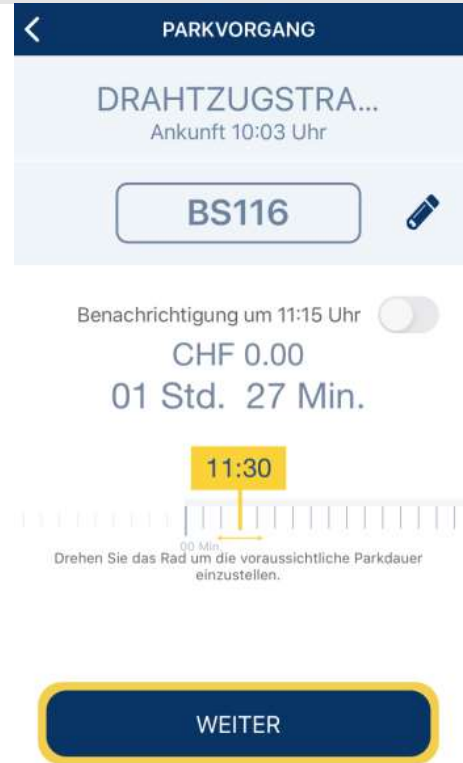 PARKVORGANG
DRAHTZUGSTRA...
Ankunft 10:03 Uhr
BS116
Benachrichtigung um 11:15 Uhr
CHF 0.00
01 Std. 27 Min.
11:30
00 Min
Drehen Sie das Rad um die voraussichtliche Parkdauer
einzustellen.
WEITER